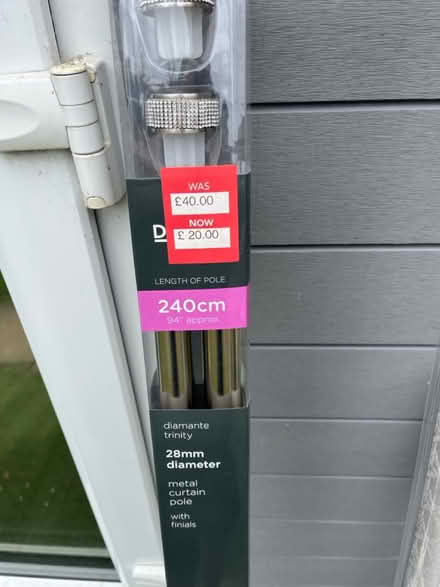 WAS
£40.00
NOW
£ 20.00
LENGTH OF POLE
240cm
94" approx
diamante
trinity
28mm
diameter
metal
curtain
pole
with
finials